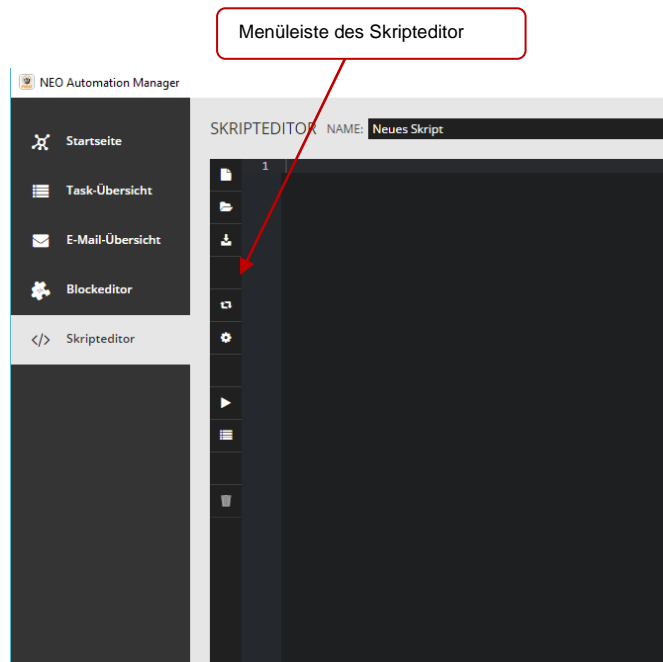 Menüleiste des Skripteditor
NEO Automation Manager
SKRIPTEDITOR NAME: Neues Skript
Startseite
1
Task-Übersicht
E-Mail-Übersicht
Blockeditor
</> Skripteditor